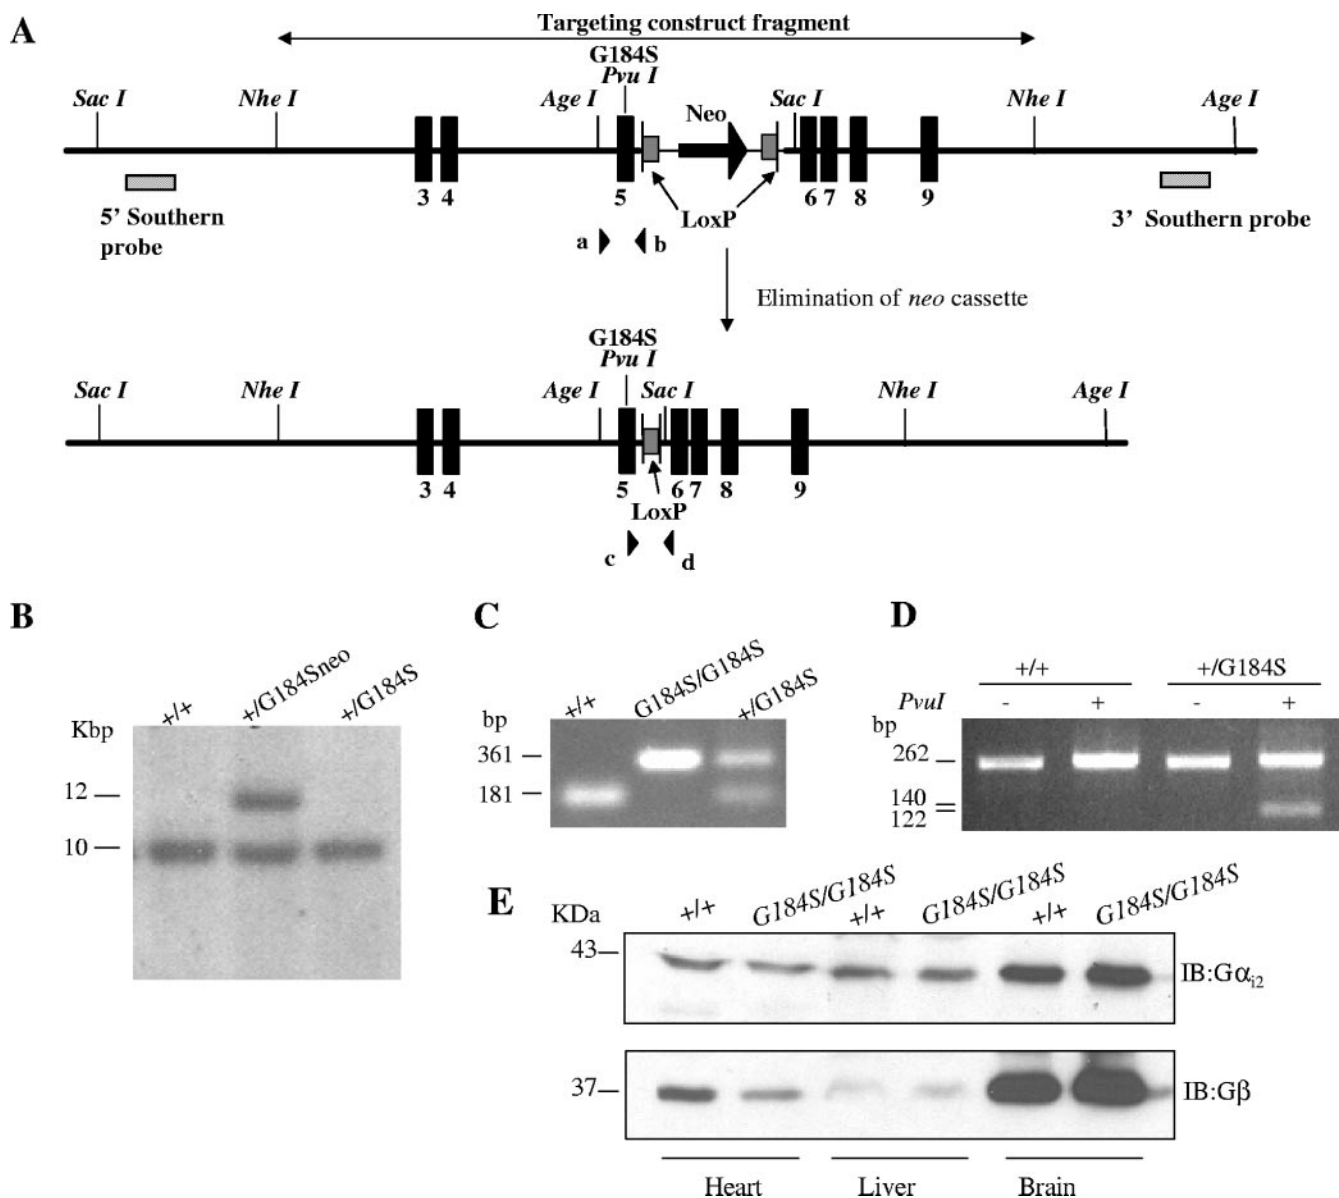 A
Targeting construct fragment
G184S
Pvu I
Sac I
Nhe I
Age I
Neo
Sac I
Nhe I
Age I
3 4 5 6 7 8 9
5' Southern
probe
LoxP
3' Southern probe
a b
Elimination of neo cassette
G184S
Pvu I
Sac I
Nhe I
Age I
Sac I
Nhe I
Age I
3 4 5 6 7 8 9
LoxP
c d
B
Kbp
+/+
+/G184Sneo
+/G184S
12
10
C
bp
+/+
G184S/G184S
+/G184S
361
181
D
+/+ +/G184S
PvuI - + - +
bp
262
140
122
E
KDa
+/+
G184S/G184S
+/+
G184S/G184S
+/+
G184S/G184S
43
IB:Gαi2
37
IB:Gβ
Heart Liver Brain